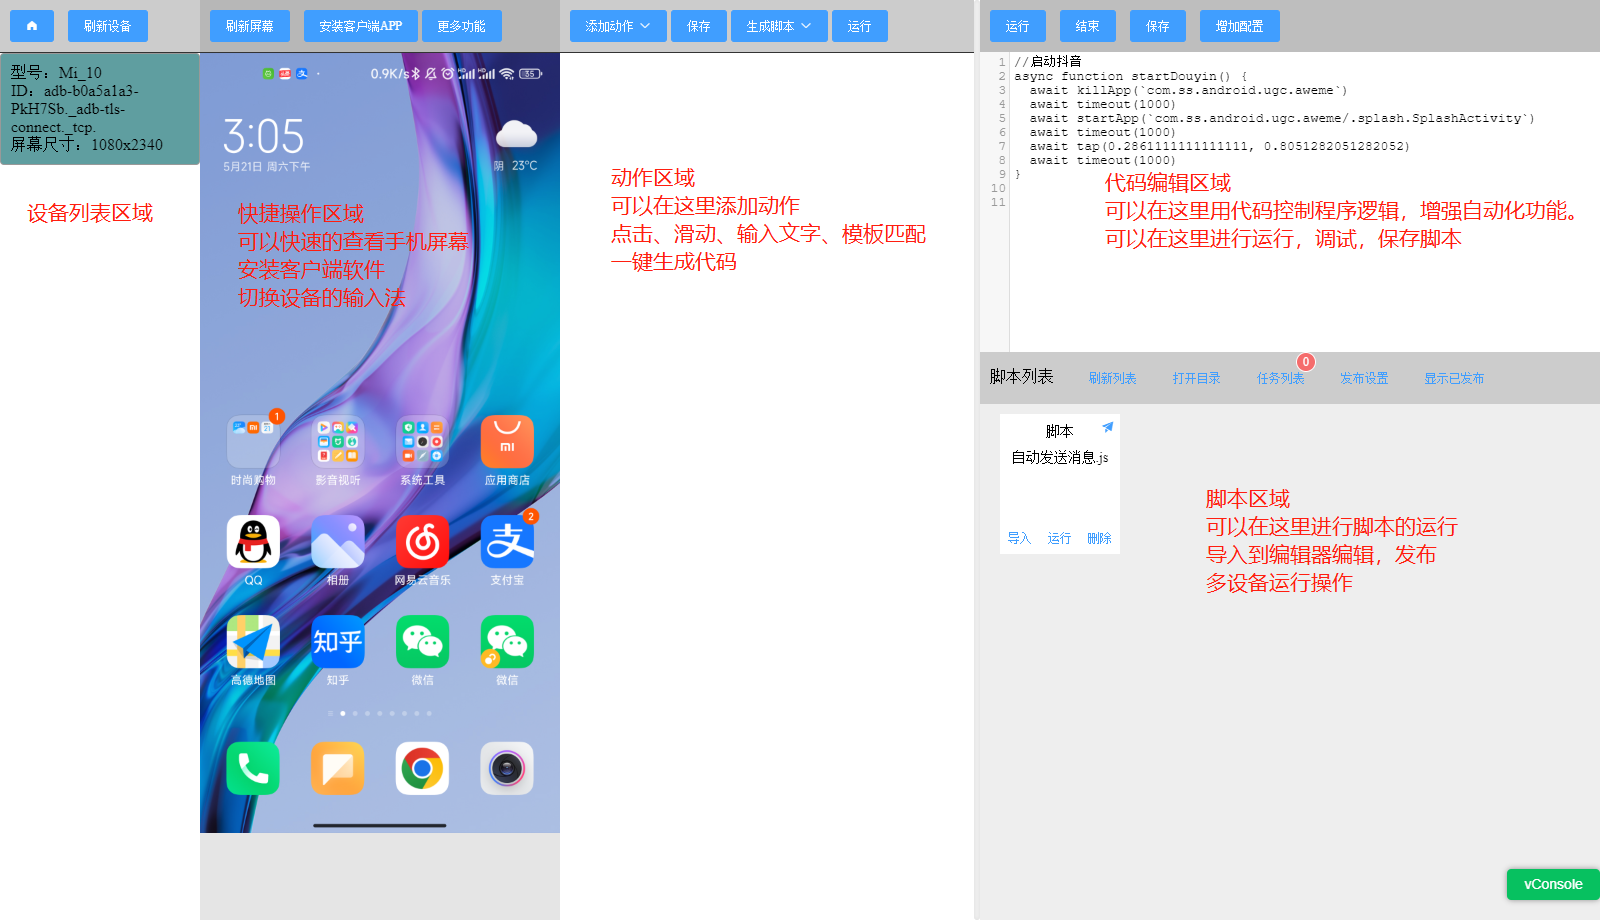 刷新设备
刷新屏幕
安装客户端APP
更多功能
添加动作
保存
生成脚本
运行
运行
结束
保存
增加配置
型号：Mi_10
ID：adb-b0a5a1a3-
PkH7Sb._adb-tls-
connect._tcp.
屏幕尺寸：1080x2340
设备列表区域
0.9K/s
35
3:05
5月21日 周六下午
阴 23°C
快捷操作区域
可以快速的查看手机屏幕
安装客户端软件
切换设备的输入法
1
时尚购物
影音视听
系统工具
mi
应用商店
QQ
相册
网易云音乐
2
支
支付宝
高德地图
知乎
知乎
微信
微信
动作区域
可以在这里添加动作
点击、滑动、输入文字、模板匹配
一键生成代码
1 //启动抖音
2 async function startDouyin() {
3 await killApp(`com.ss.android.ugc.aweme`)
4 await timeout(1000)
5 await startApp(`com.ss.android.ugc.aweme/.splash.SplashActivity`)
6 await timeout(1000)
7 await tap(0.2861111111111111, 0.8051282051282052)
8 await timeout(1000)
9 }
10
11
代码编辑区域
可以在这里用代码控制程序逻辑，增强自动化功能。
可以在这里进行运行，调试，保存脚本
脚本列表
刷新列表
打开目录
任务列表
0
发布设置
显示已发布
脚本
自动发送消息.js
导入
运行
删除
脚本区域
可以在这里进行脚本的运行
导入到编辑器编辑，发布
多设备运行操作
vConsole